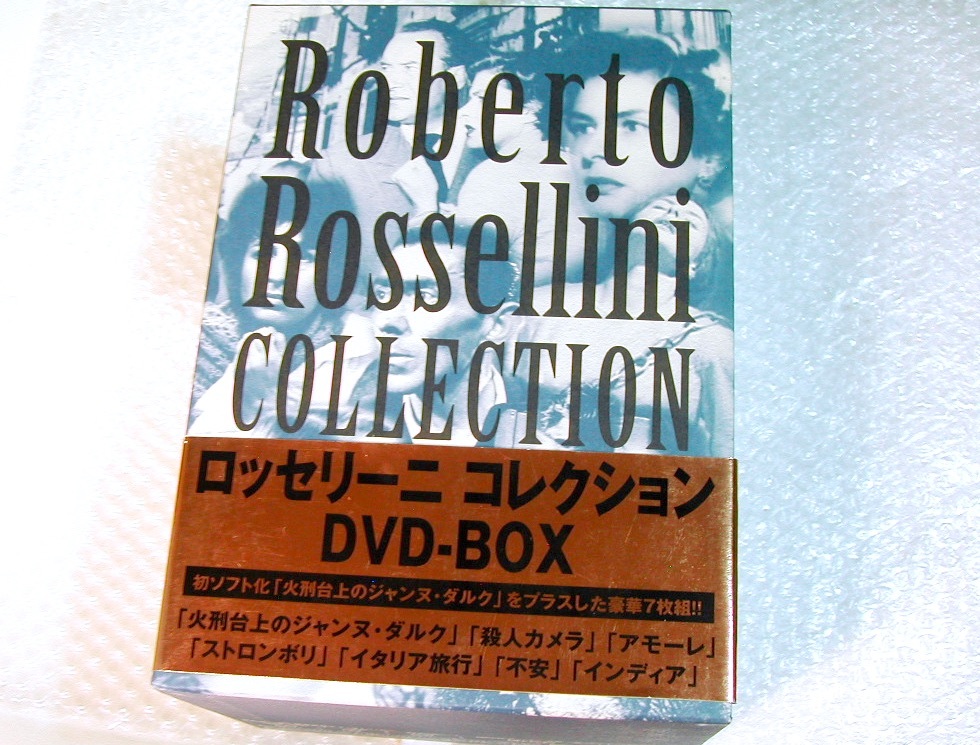 Roberto
Rossellini
COLLECTION
ロッセリーニ コレクション
DVD-BOX
初ソフト化「火刑台上のジャンヌ・ダルク」をプラスした豪華7枚組!!
「火刑台上のジャンヌ・ダルク」「殺人カメラ」「アモーレ」
「ストロンボリ」「イタリア旅行」「不安」「インディア」